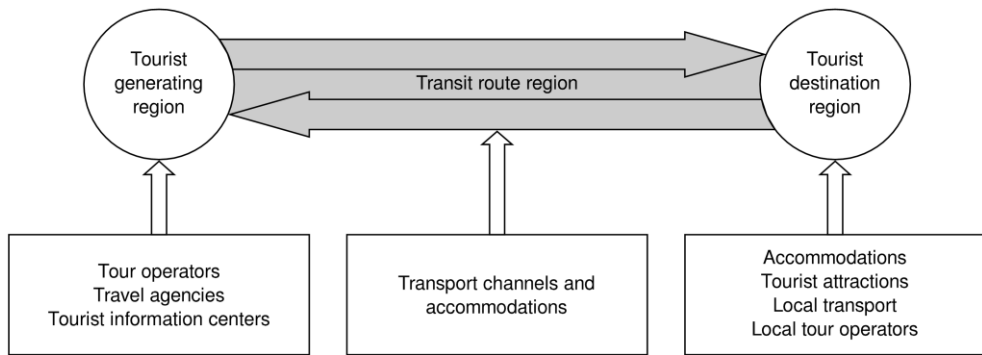 Tourist
generating
region
Transit route region
Tourist
destination
region
Tour operators
Travel agencies
Tourist information centers
Transport channels and
accommodations
Accommodations
Tourist attractions
Local transport
Local tour operators